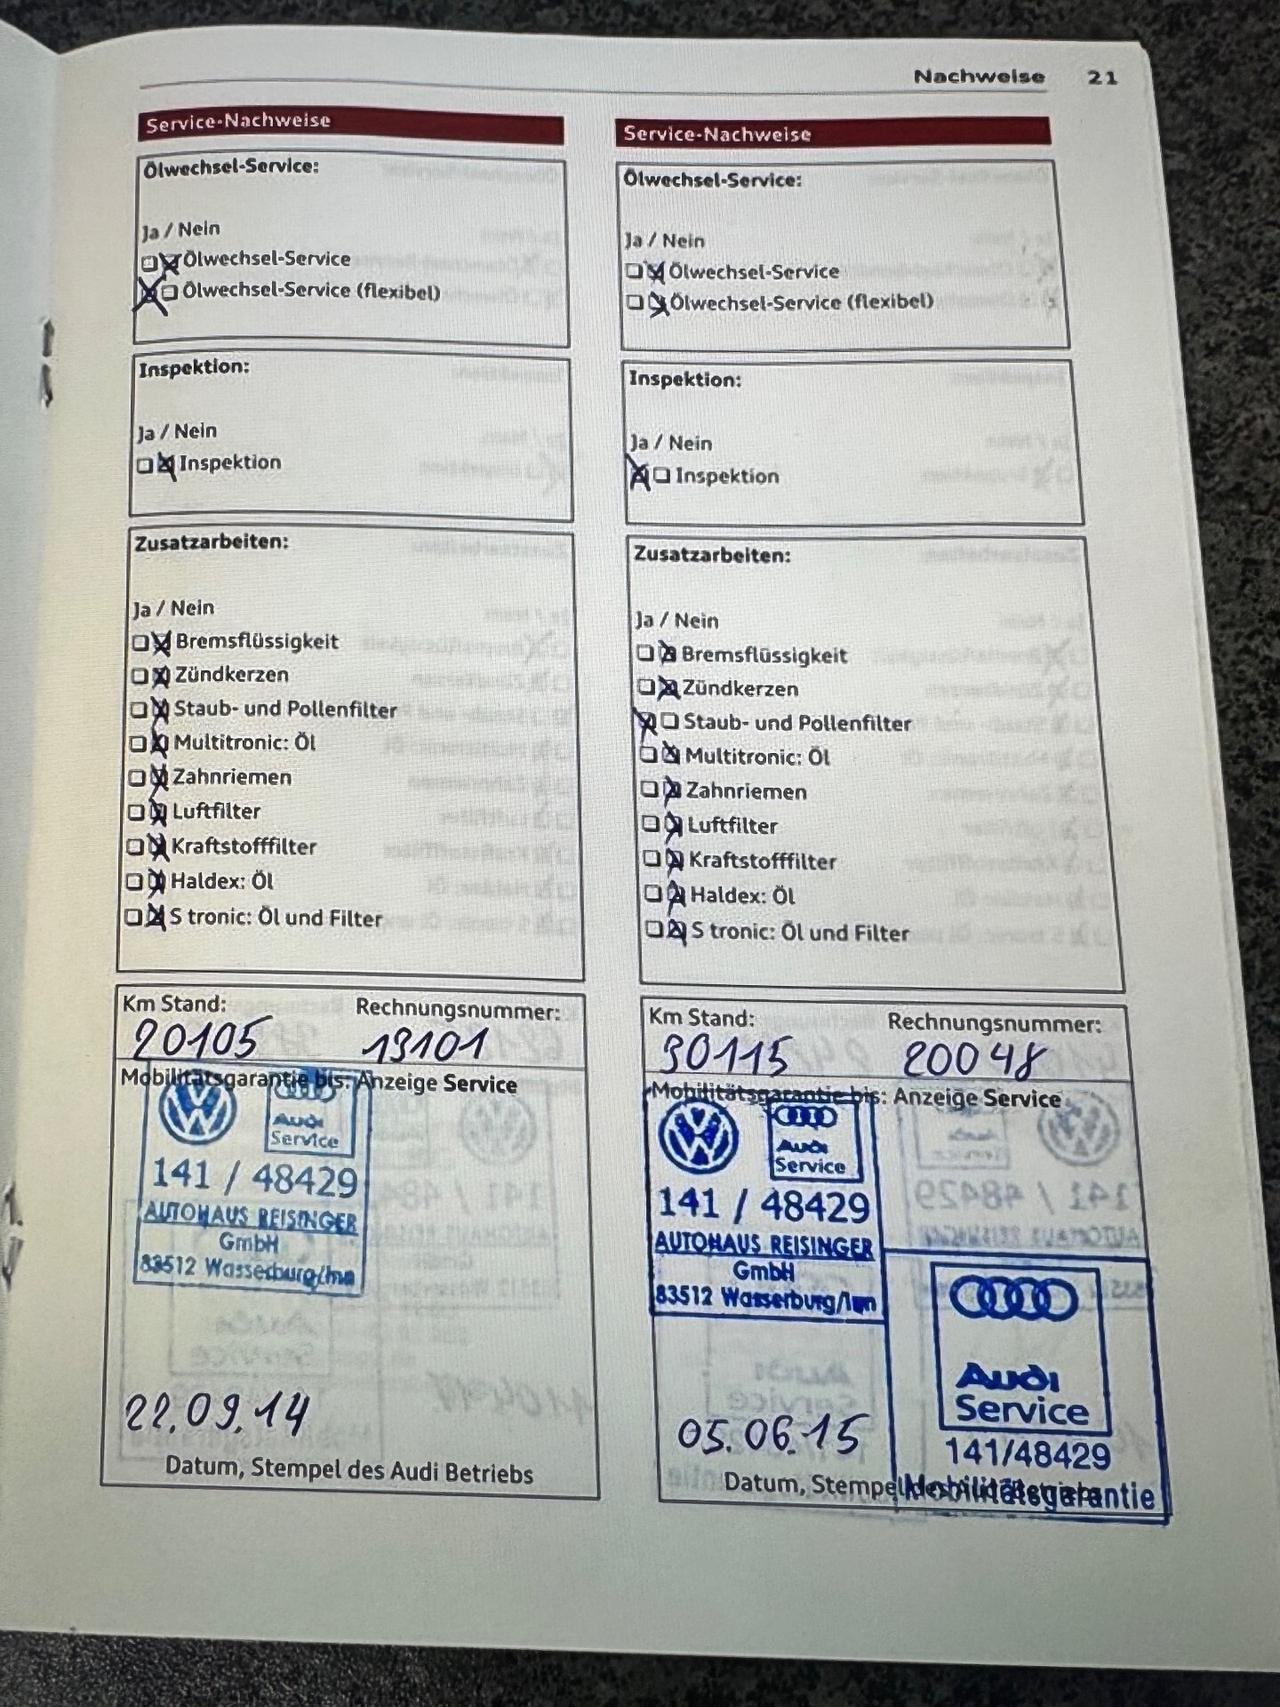 Nachweise 21
Service-Nachweise
Ölwechsel-Service:
Ja / Nein
Ölwechsel-Service
Ölwechsel-Service (flexibel)
Inspektion:
Ja / Nein
Inspektion
Zusatzarbeiten:
Ja / Nein
Bremsflüssigkeit
Zündkerzen
Staub- und Pollenfilter
Multitronic: Öl
Zahnriemen
Luftfilter
Kraftstofffilter
Haldex: Öl
S tronic: Öl und Filter
Km Stand: Rechnungsnummer:
20105 13101
Mobilitätsgarantie bis: Anzeige Service
Audi
Service
141 / 48429
AUTOHAUS REISINGER
GmbH
83512 Wasserburg/Inn
22.09.14
Datum, Stempel des Audi Betriebs
Service-Nachweise
Ölwechsel-Service:
Ja / Nein
Ölwechsel-Service
Ölwechsel-Service (flexibel)
Inspektion:
Ja / Nein
Inspektion
Zusatzarbeiten:
Ja / Nein
Bremsflüssigkeit
Zündkerzen
Staub- und Pollenfilter
Multitronic: Öl
Zahnriemen
Luftfilter
Kraftstofffilter
Haldex: Öl
S tronic: Öl und Filter
Km Stand: Rechnungsnummer:
30115 20048
Mobilitätsgarantie bis: Anzeige Service
Audi
Service
141 / 48429
AUTOHAUS REISINGER
GmbH
83512 Wasserburg/Inn
Audi
Service
141/48429
Mobilitätsgarantie
05.06.15
Datum, Stempel des Audi Betriebs